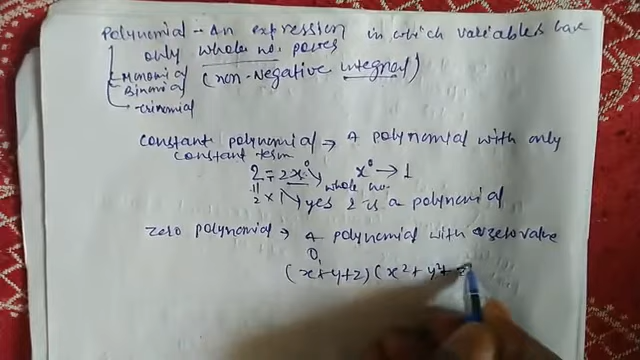 Polynomial - An expression in which variables have
only whole no. powers
Monomial (non-Negative integral)
Binomial
Trinomial
constant polynomial → A polynomial with only
constant term
2 = 2x⁰ x⁰ → 1
whole no.
2 × 1 yes 2 is a polynomial
zero polynomial → A polynomial with zero value
0,
(x+y+z) (x² + y² +